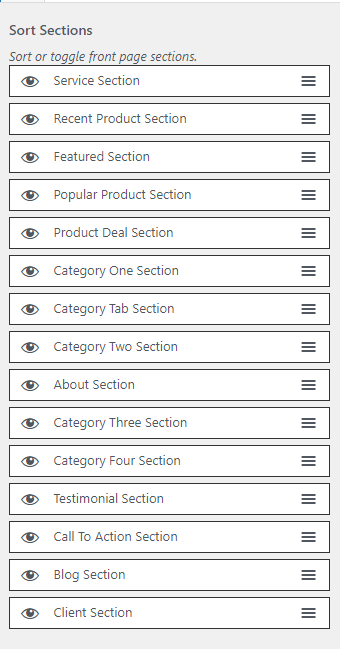 Sort Sections
Sort or toggle front page sections.
Service Section
Recent Product Section
Featured Section
Popular Product Section
Product Deal Section
Category One Section
Category Tab Section
Category Two Section
About Section
Category Three Section
Category Four Section
Testimonial Section
Call To Action Section
Blog Section
Client Section